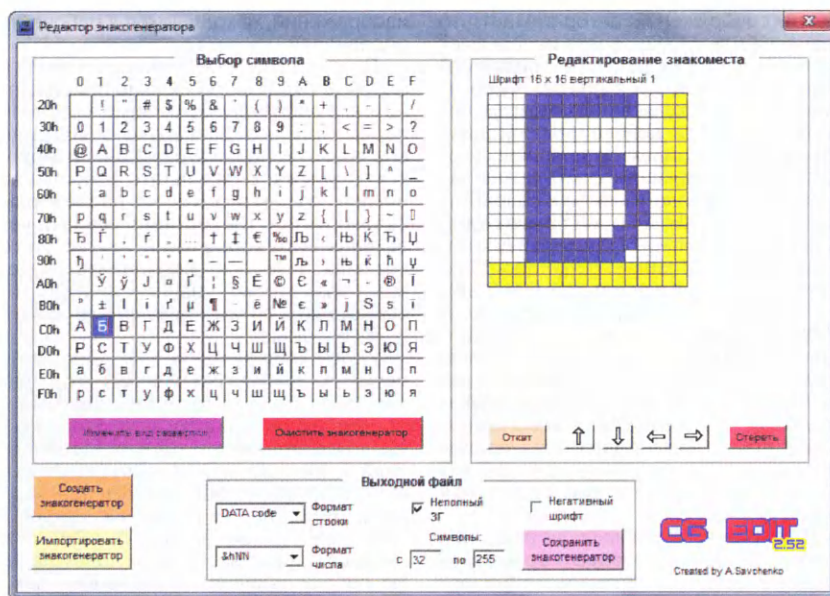 Редактор знакогенератора
Выбор символа
0 1 2 3 4 5 6 7 8 9 A B C D E F
20h ! " # $ % & ' ( ) * + , - . /
30h 0 1 2 3 4 5 6 7 8 9 : ; < = > ?
40h @ A B C D E F G H I J K L M N O
50h P Q R S T U V W X Y Z [ \ ] ^ _
60h ` a b c d e f g h i j k l m n o
70h p q r s t u v w x y z { | } ~ ▯
80h Ђ Ѓ ‚ ѓ „ … † ‡ € ‰ Љ ‹ Њ Ќ Ћ Џ
90h ђ ‘ ’ “ ” • – — ™ љ › њ ќ ћ џ
A0h Ў ў J ¤ Ґ ¦ § Ё © Є « ¬ - ® Ї
B0h ° ± І і ґ µ ¶ · ё № є » ј Ѕ ѕ ї
C0h А Б В Г Д Е Ж З И Й К Л М Н О П
D0h Р С Т У Ф Х Ц Ч Ш Щ Ъ Ы Ь Э Ю Я
E0h а б в г д е ж з и й к л м н о п
F0h р с т у ф х ц ч ш щ ъ ы ь э ю я
Изменить вид развертки
Очистить знакогенератор
Редактирование знакоместа
Шрифт 16 x 16 вертикальный 1
Откат
Стереть
Создать
знакогенератор
Импортировать
знакогенератор
Выходной файл
DATA code
Формат
строки
Неполный
ЗГ
Негативный
шрифт
&hNN
Формат
числа
Символы:
с 32 по 255
Сохранить
знакогенератор
CG EDIT
2.52
Created by A.Savchenko